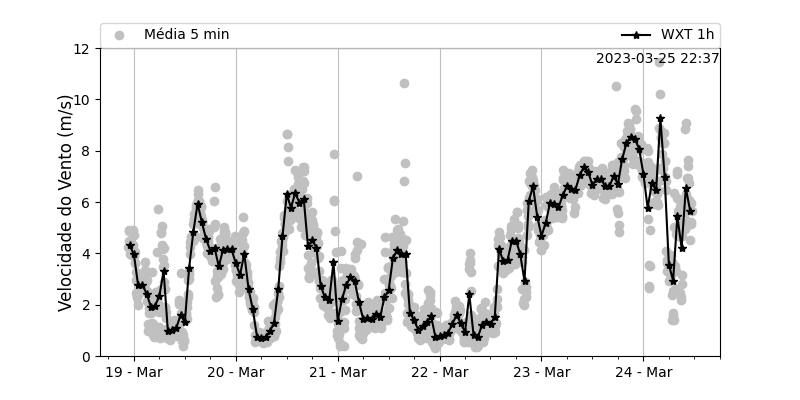 Média 5 min
WXT 1h
2023-03-25 22:37
Velocidade do Vento (m/s)
12
10
8
6
4
2
0
19 - Mar
20 - Mar
21 - Mar
22 - Mar
23 - Mar
24 - Mar